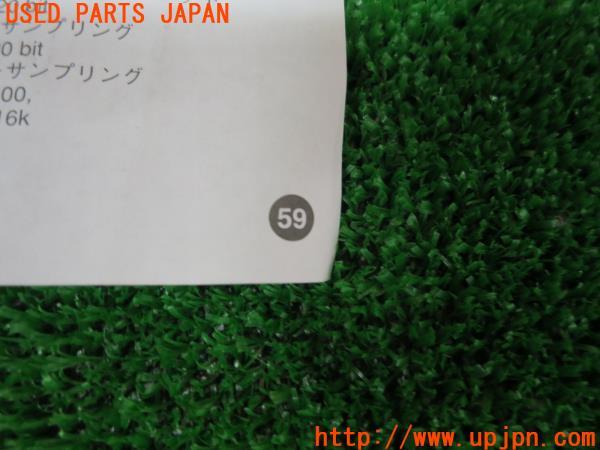 USED PARTS JAPAN
サンプリング
0 bit
サンプリング
00,
16k
59
http://www.upjpn.com